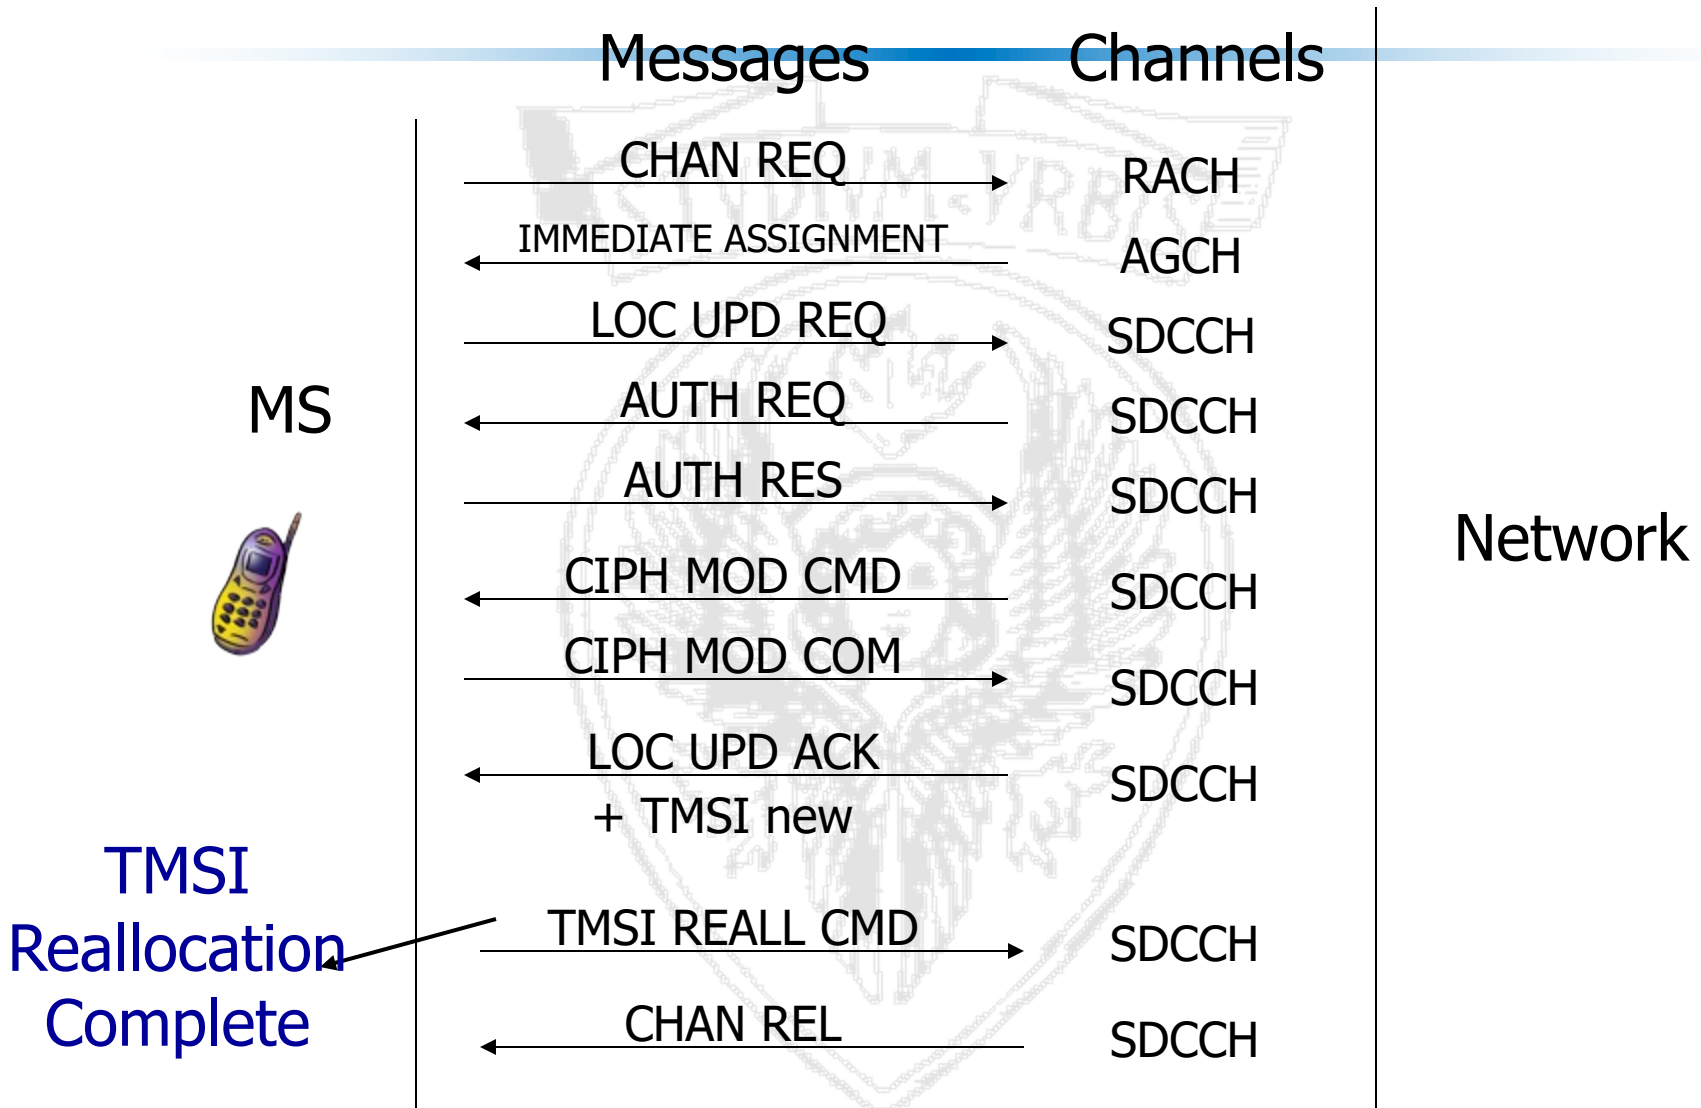 Messages Channels
CHAN REQ RACH
IMMEDIATE ASSIGNMENT AGCH
LOC UPD REQ SDCCH
MS
AUTH REQ SDCCH
AUTH RES SDCCH
Network
CIPH MOD CMD SDCCH
CIPH MOD COM SDCCH
LOC UPD ACK SDCCH
+ TMSI new
TMSI
Reallocation
Complete
TMSI REALL CMD SDCCH
CHAN REL SDCCH